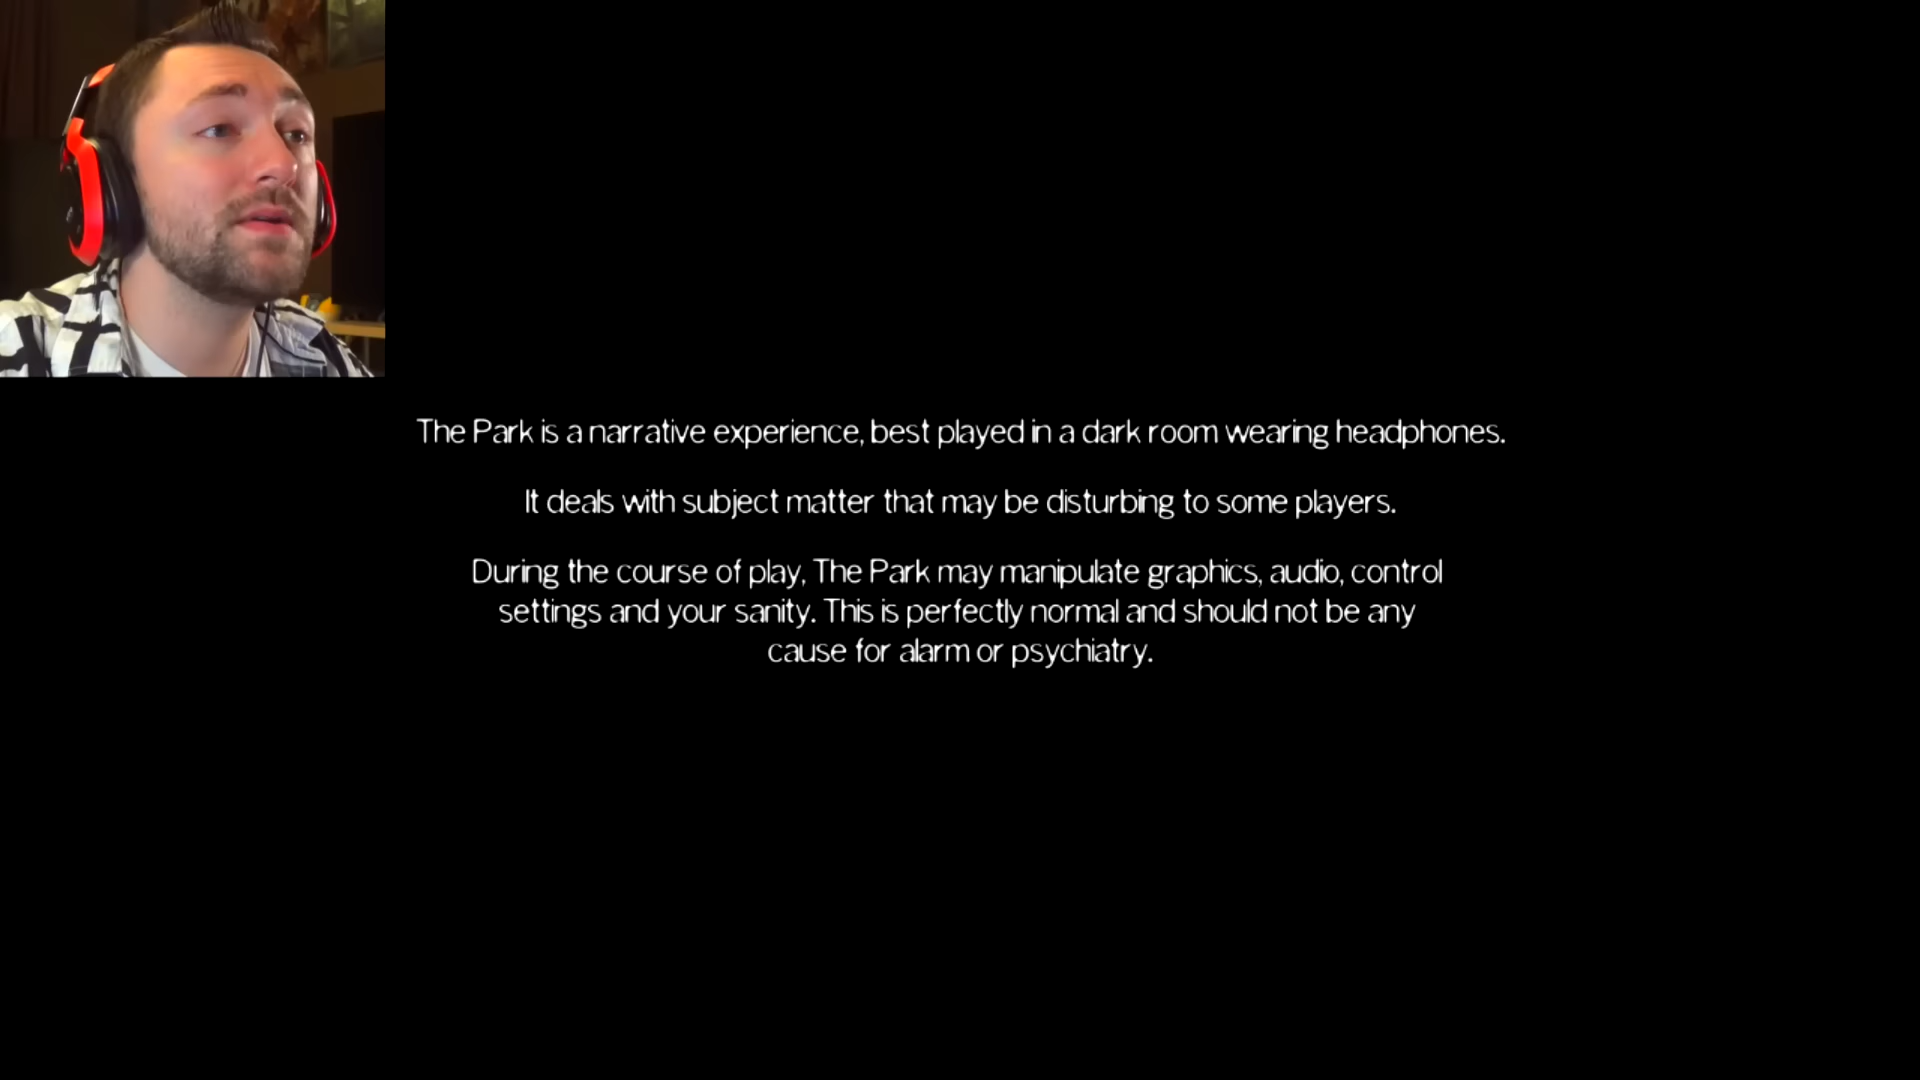 The Park is a narrative experience, best played in a dark room wearing headphones.
It deals with subject matter that may be disturbing to some players.
During the course of play, The Park may manipulate graphics, audio, control
settings and your sanity. This is perfectly normal and should not be any
cause for alarm or psychiatry.